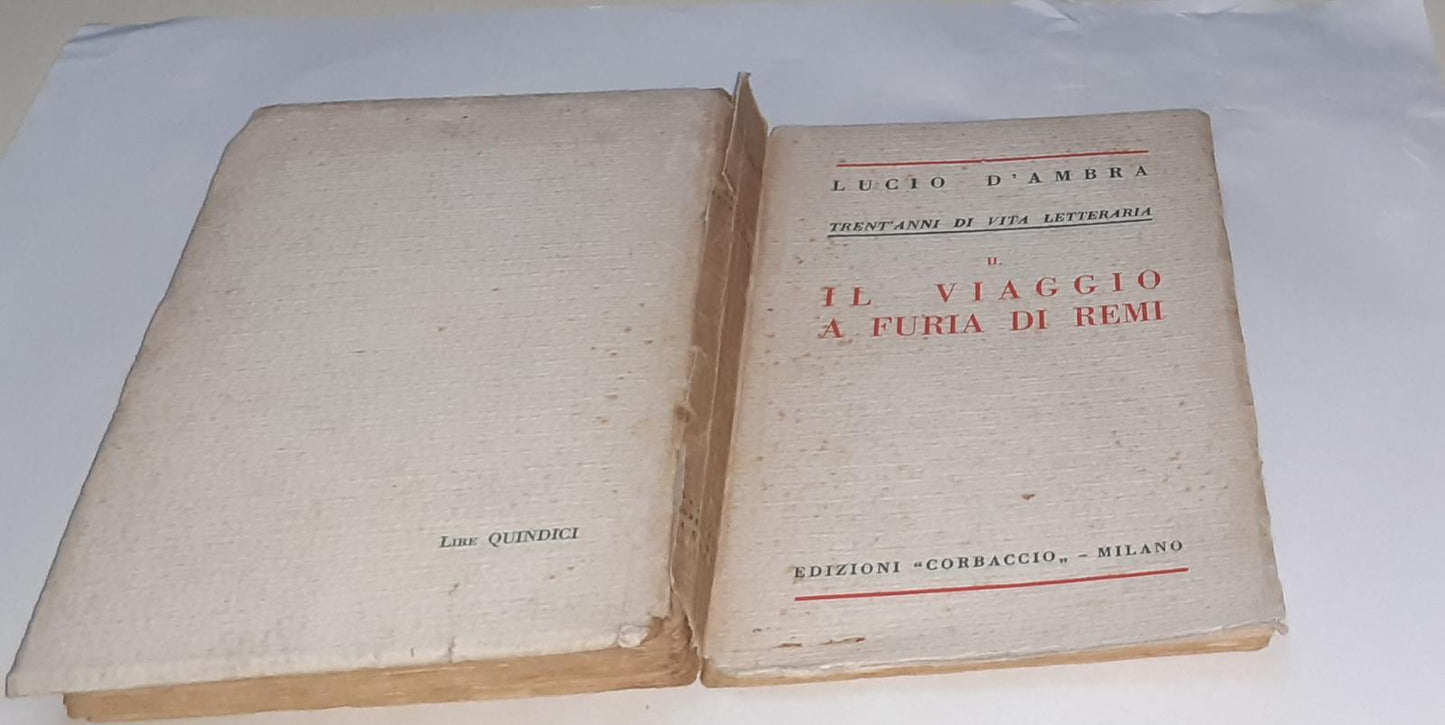 LUCIO D'AMBRA
TRENT'ANNI DI VITA LETTERARIA
II.
IL VIAGGIO
A FURIA DI REMI
EDIZIONI "CORBACCIO„ - MILANO
LIRE QUINDICI